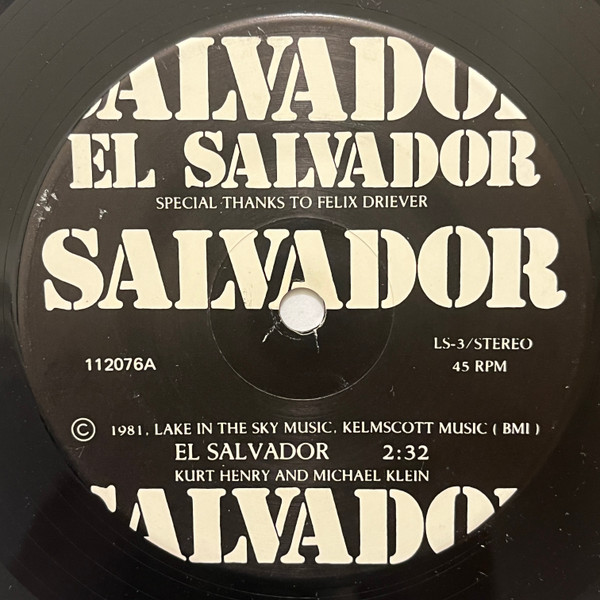 SALVADOR
EL SALVADOR
SPECIAL THANKS TO FELIX DRIEVER
SALVADOR
LS-3/STEREO
112076A
45 RPM
© 1981, LAKE IN THE SKY MUSIC, KELMSCOTT MUSIC ( BMI )
EL SALVADOR 2:32
KURT HENRY AND MICHAEL KLEIN
SALVADOR